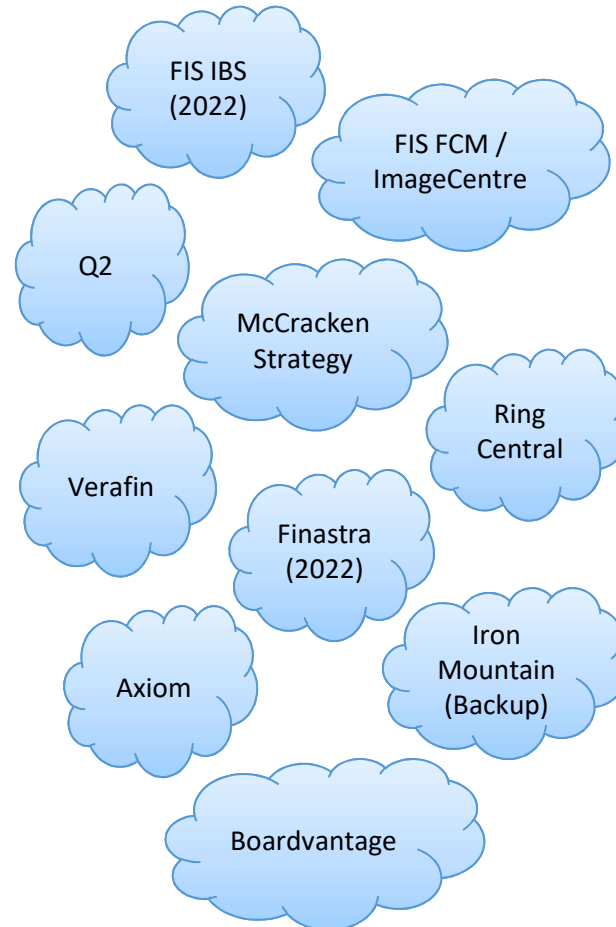 FIS IBS
(2022)
FIS FCM /
ImageCentre
Q2
McCracken
Strategy
Ring
Central
Verafin
Finastra
(2022)
Iron
Mountain
(Backup)
Axiom
Boardvantage